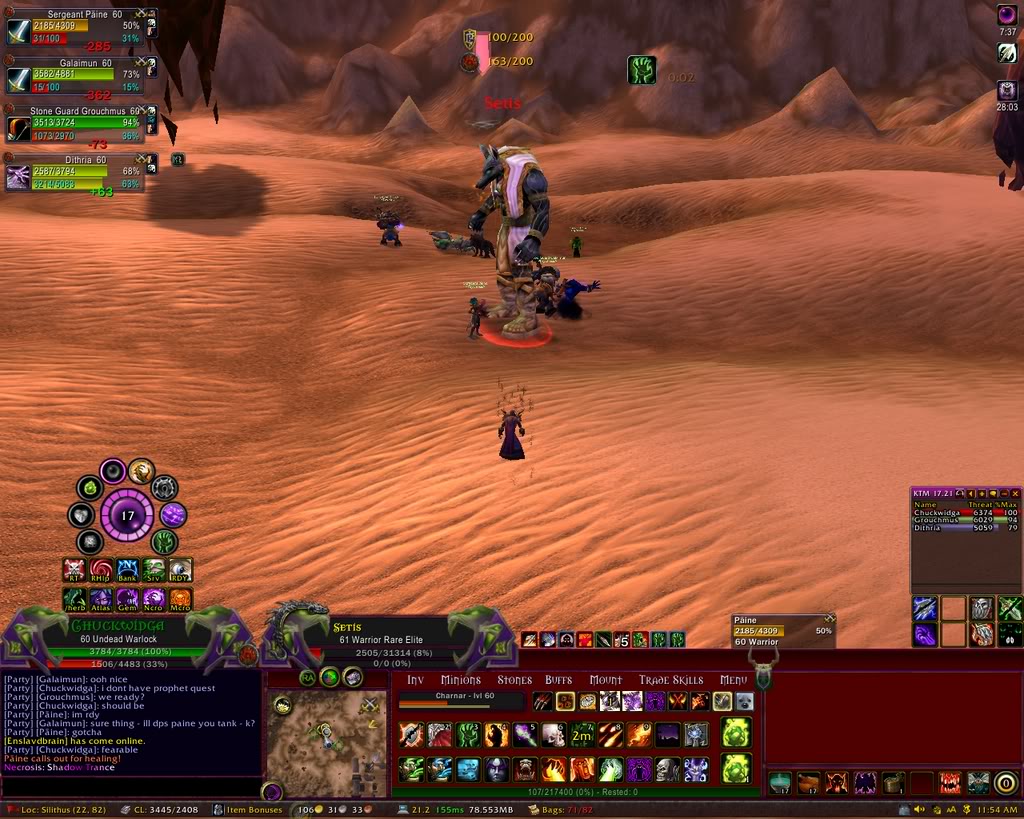 Sergeant Päine 60
2185/4309 50%
31/100 31%
-285
Galaimun 60
3582/4881 73%
15/100 15%
-362
Stone Guard Grouchmus 60
3513/3724 94%
1073/2970 36%
-73
Dithria 60
2587/3794 68%
3214/5089 63%
+63
100/200
163/200
0:02
Setis
7:37
28:03
17
RT RHlp Bank Srv RDY
/herb Atlas Gem Ncro Mcro
KTM 17.21
Name Threat %Max
Chuckwidga 6374 100
Grouchmus 6029 94
Dithria 5059 79
Chuckwidga
60 Undead Warlock
3784/3784 (100%)
1506/4483 (33%)
Setis
61 Warrior Rare Elite
2505/31314 (8%)
0/0 (0%)
5
Päine
2185/4309 50%
60 Warrior
[Party] [Galaimun]: ooh nice
[Party] [Chuckwidga]: i dont have prophet quest
[Party] [Grouchmus]: we ready?
[Party] [Chuckwidga]: should be
[Party] [Päine]: im rdy
[Party] [Galaimun]: sure thing - ill dps paine you tank - k?
[Party] [Päine]: gotcha
[Enslavdbrain] has come online.
[Party] [Chuckwidga]: fearable
Päine calls out for healing!
Necrosis: Shadow Trance
RA
Inv Minions Stones Buffs Mount Trade Skills Menu
Charnar - lvl 60
2m
107/217400 (0%) - Rested: 0
Loc: Silithus (22, 82) CL: 3445/2408 Item Bonuses 106 31 33 21.2 155ms 78.553MB Bags: 71/82 11:54 AM